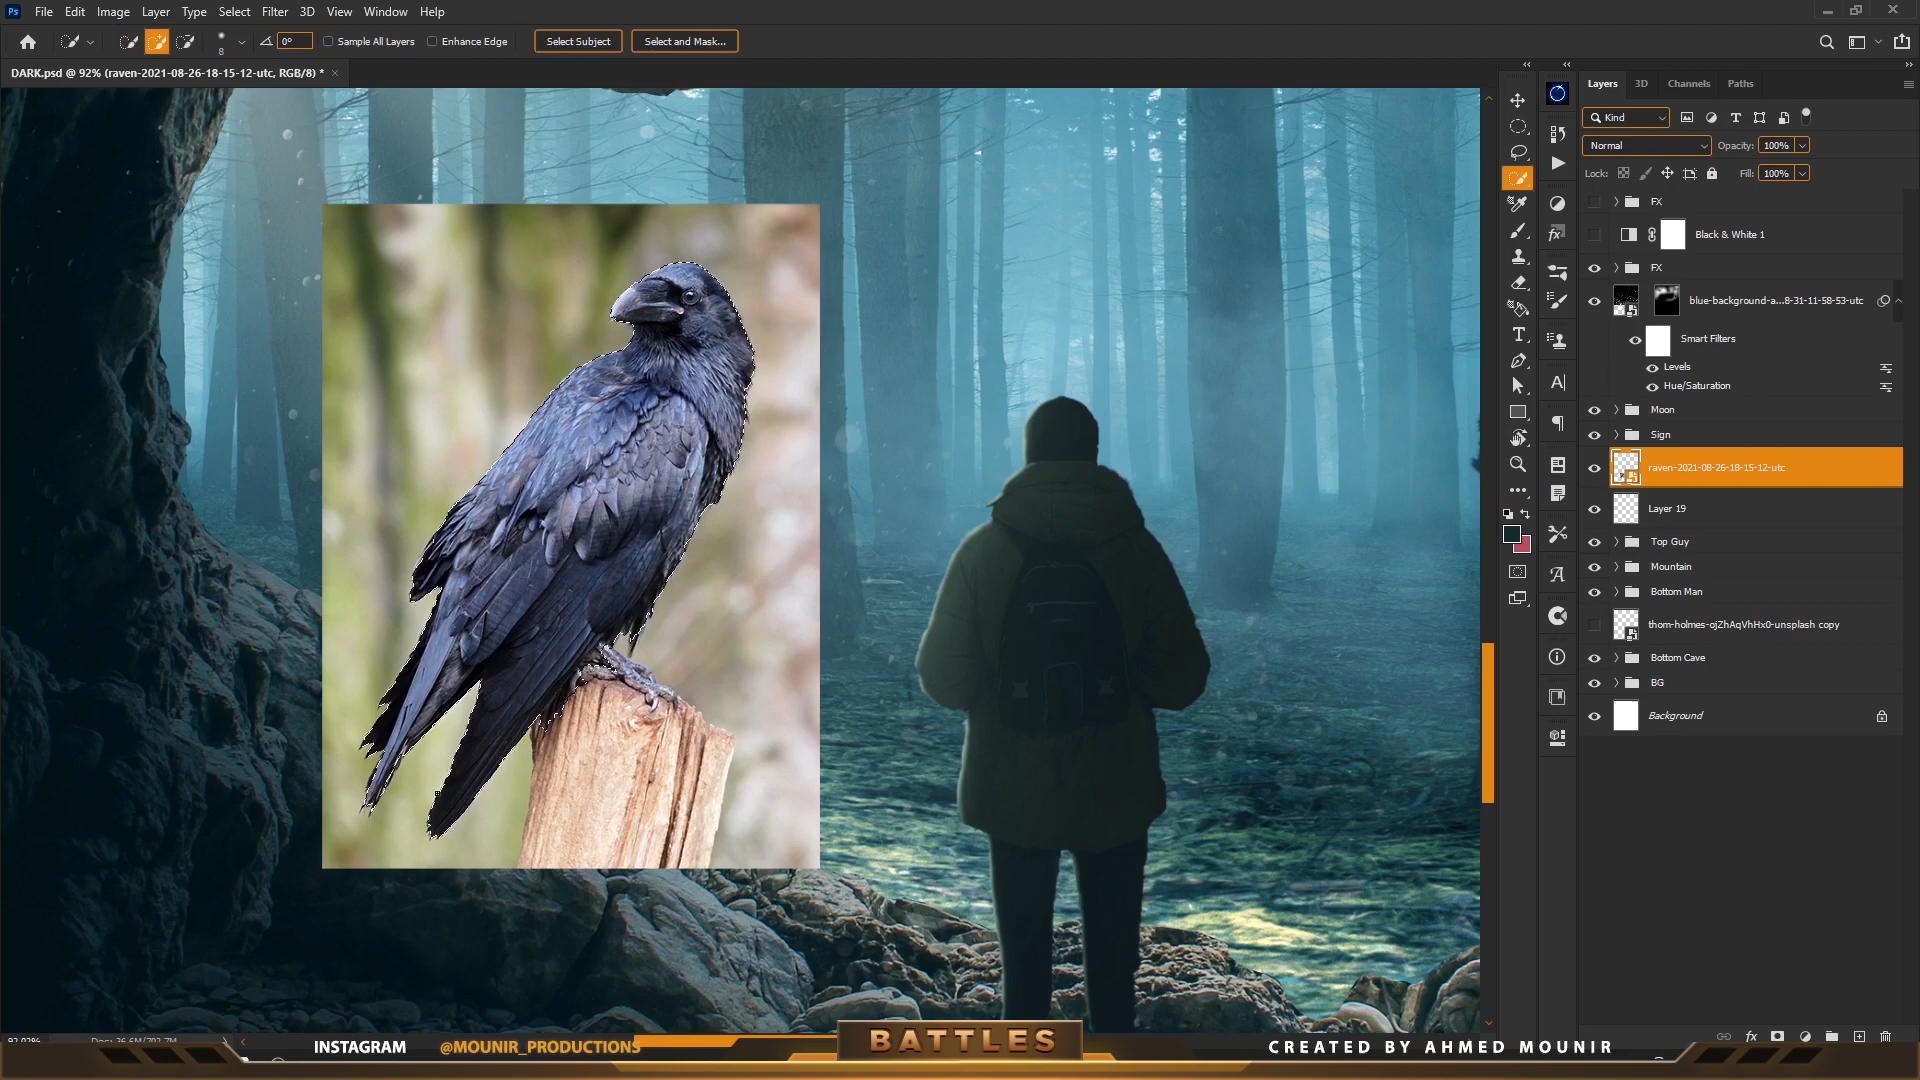 Ps File Edit Image Layer Type Select Filter 3D View Window Help
8 0° Sample All Layers Enhance Edge Select Subject Select and Mask...
DARK.psd @ 92% (raven-2021-08-26-18-15-12-utc, RGB/8) * ×
Layers 3D Channels Paths
Kind
Normal Opacity: 100%
Lock: Fill: 100%
FX
Black & White 1
FX
blue-background-a...8-31-11-58-53-utc
Smart Filters
Levels
Hue/Saturation
Moon
Sign
raven-2021-08-26-18-15-12-utc
Layer 19
Top Guy
Mountain
Bottom Man
thom-holmes-ojZhAqVhHx0-unsplash copy
Bottom Cave
BG
Background
INSTAGRAM @MOUNIR_PRODUCTIONS
BATTLES
CREATED BY AHMED MOUNIR